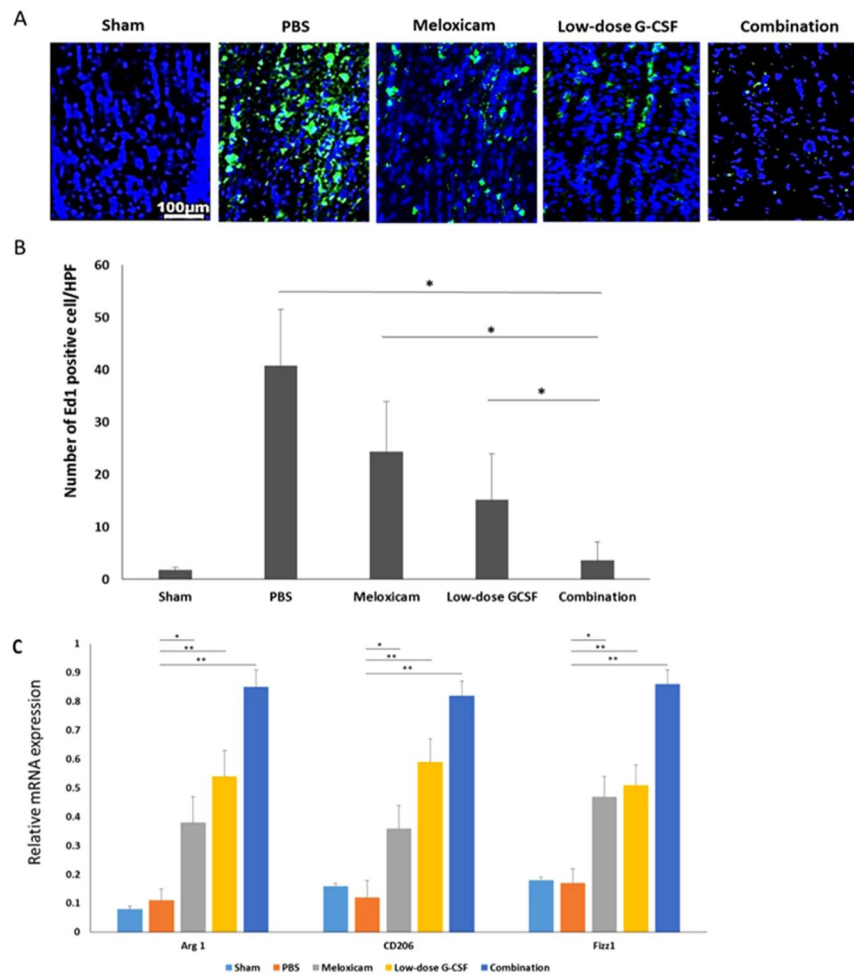 A
Sham PBS Meloxicam Low-dose G-CSF Combination
100µm
B
Number of Ed1 positive cell/HPF
60
50
40
30
20
10
0
*
*
*
Sham PBS Meloxicam Low-dose GCSF Combination
C
Relative mRNA expression
1
0.9
0.8
0.7
0.6
0.5
0.4
0.3
0.2
0.1
0
* * *
** ** **
** ** **
Arg 1 CD206 Fizz1
Sham PBS Meloxicam Low-dose G-CSF Combination